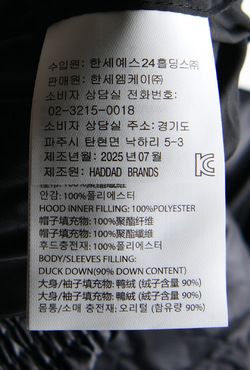 수입원: 한세예스24홀딩스㈜
판매원: 한세엠케이㈜
소비자 상담실 전화번호:
02-3215-0018
소비자 상담실 주소: 경기도
파주시 탄현면 낙하리 5-3
제조년월: 2025년 07월
제조원: HADDAD BRANDS
KC
100%聚酯纤维
안감: 100%폴리에스터
HOOD INNER FILLING: 100%POLYESTER
帽子填充物: 100%聚酯纤维
帽子填充物: 100%聚酯纖維
후드충전재: 100%폴리에스터
BODY/SLEEVES FILLING:
DUCK DOWN(90% DOWN CONTENT)
大身/袖子填充物: 鸭绒 (绒子含量 90%)
大身/袖子填充物: 鴨絨 (絨子含量 90%)
몸통/소매 충전재: 오리털 (함유량 90%)